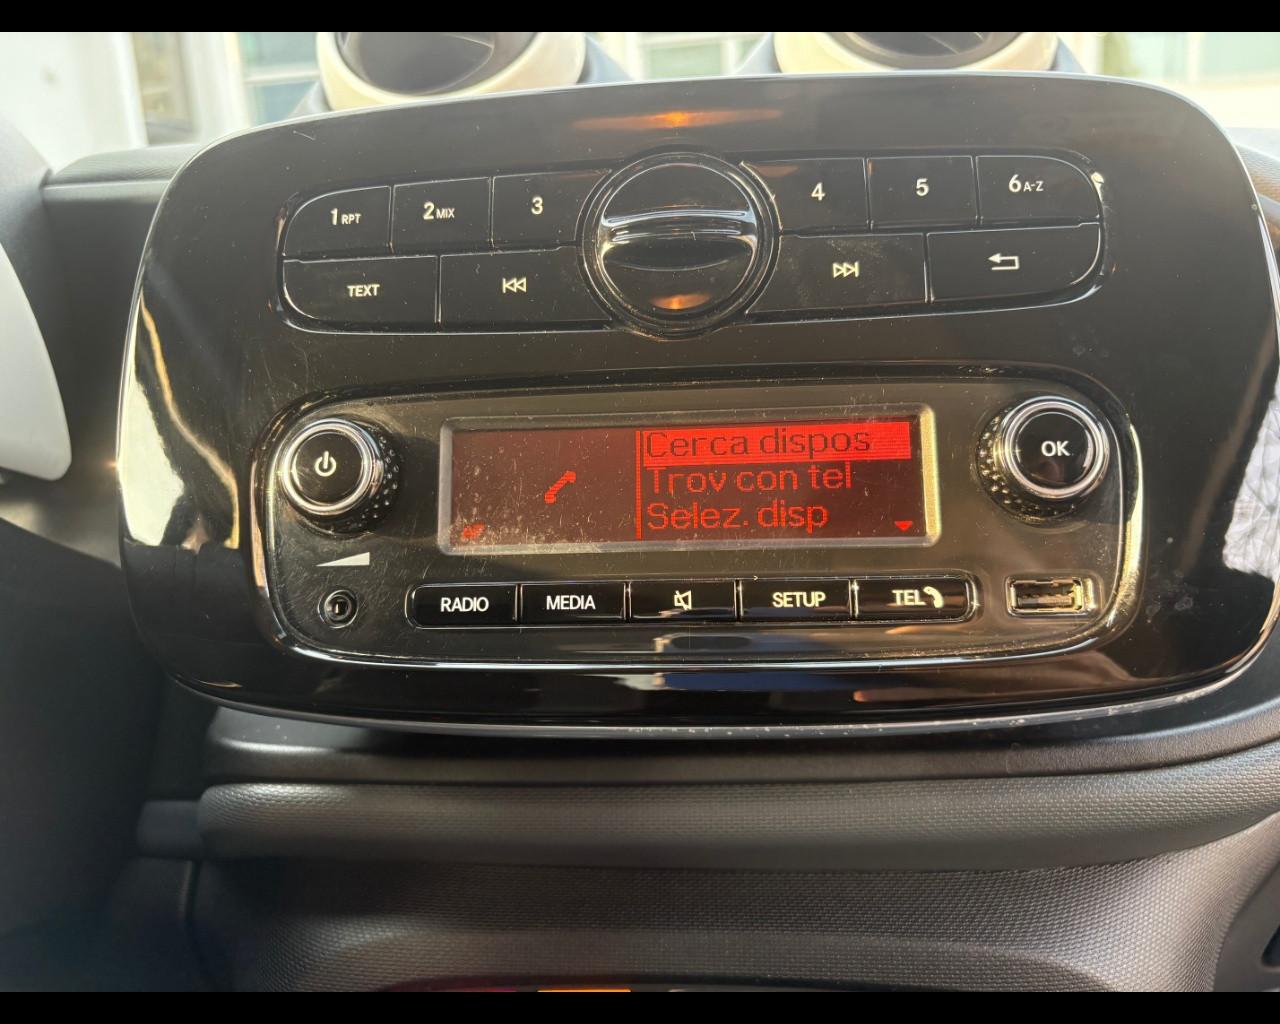 1 RPT 2 MIX 3 4 5 6 A-Z
TEXT
Cerca dispos
Trov con tel
Selez. disp
OK
RADIO MEDIA SETUP TEL